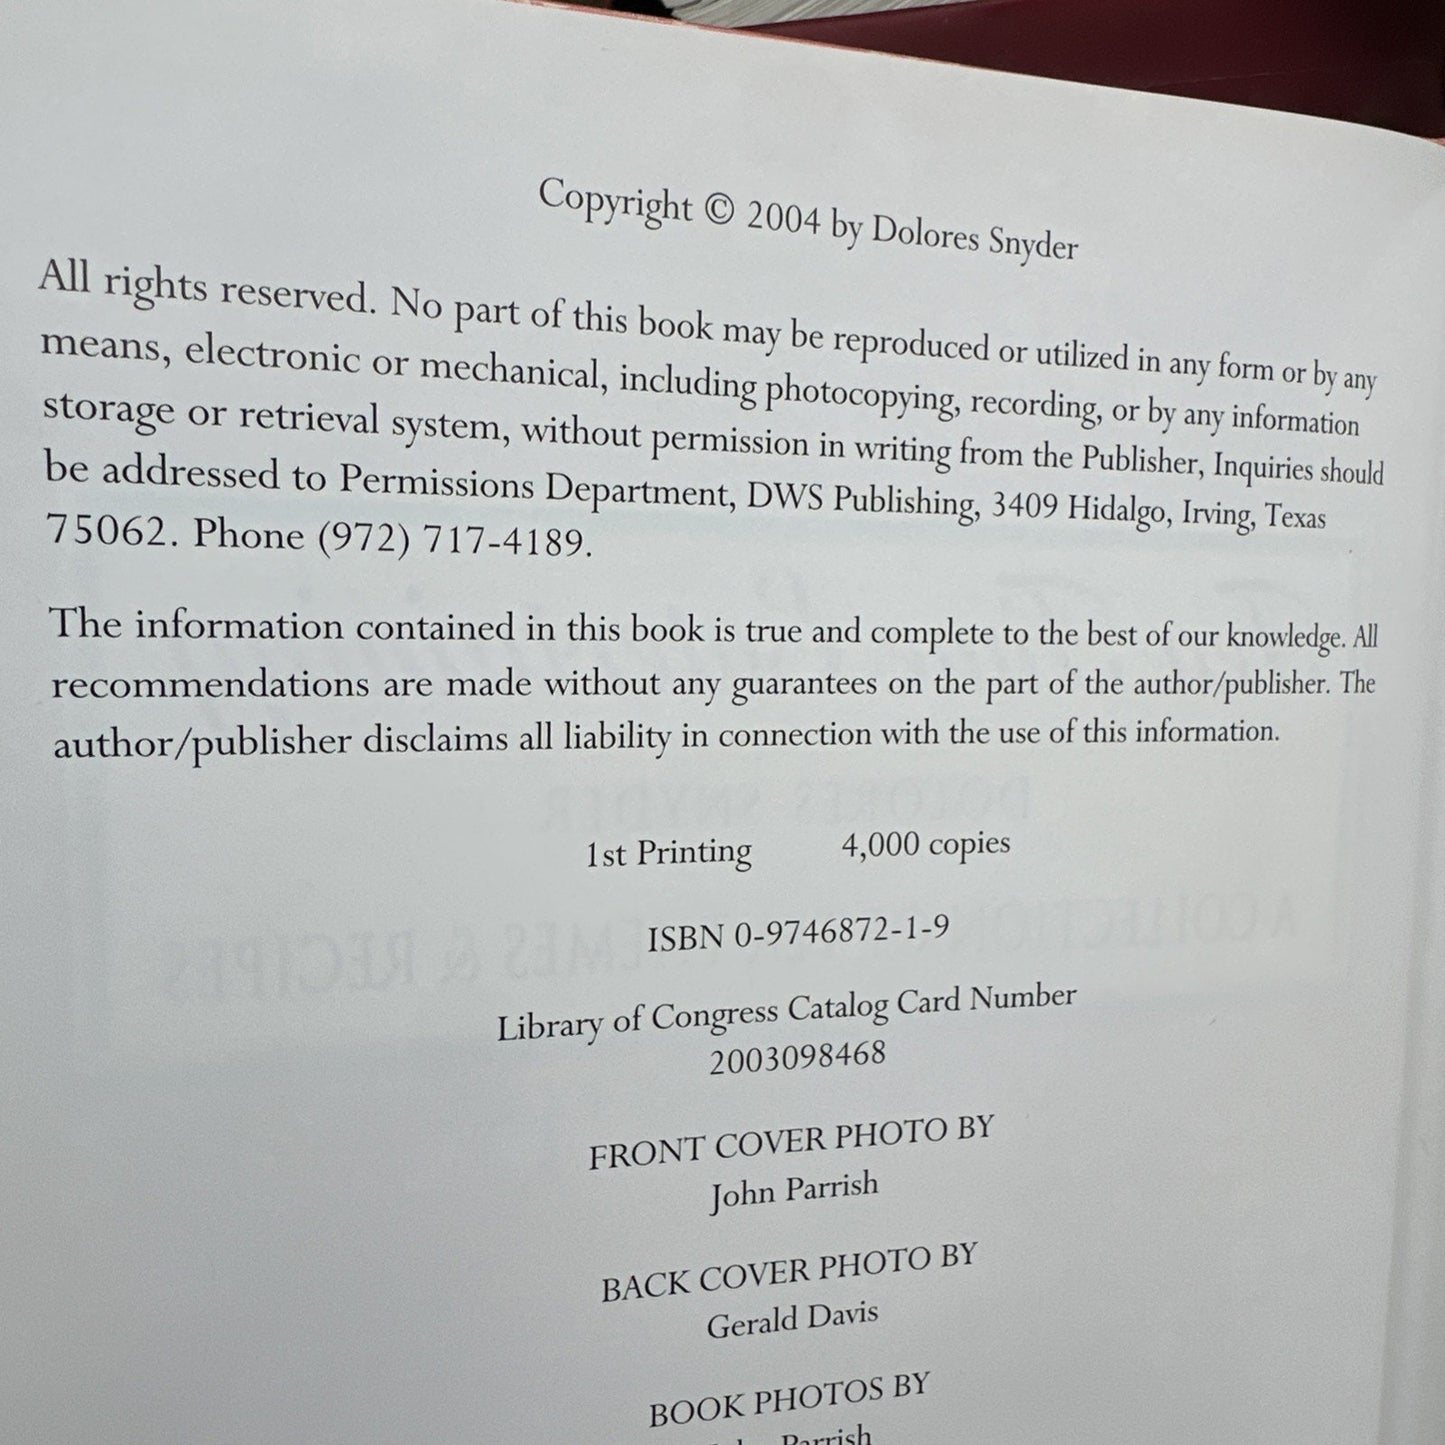 Copyright © 2004 by Dolores Snyder
All rights reserved. No part of this book may be reproduced or utilized in any form or by any
means, electronic or mechanical, including photocopying, recording, or by any information
storage or retrieval system, without permission in writing from the Publisher, Inquiries should
be addressed to Permissions Department, DWS Publishing, 3409 Hidalgo, Irving, Texas
75062. Phone (972) 717-4189.
The information contained in this book is true and complete to the best of our knowledge. All
recommendations are made without any guarantees on the part of the author/publisher. The
author/publisher disclaims all liability in connection with the use of this information.
1st Printing 4,000 copies
ISBN 0-9746872-1-9
Library of Congress Catalog Card Number
2003098468
FRONT COVER PHOTO BY
John Parrish
BACK COVER PHOTO BY
Gerald Davis
BOOK PHOTOS BY
Parrish